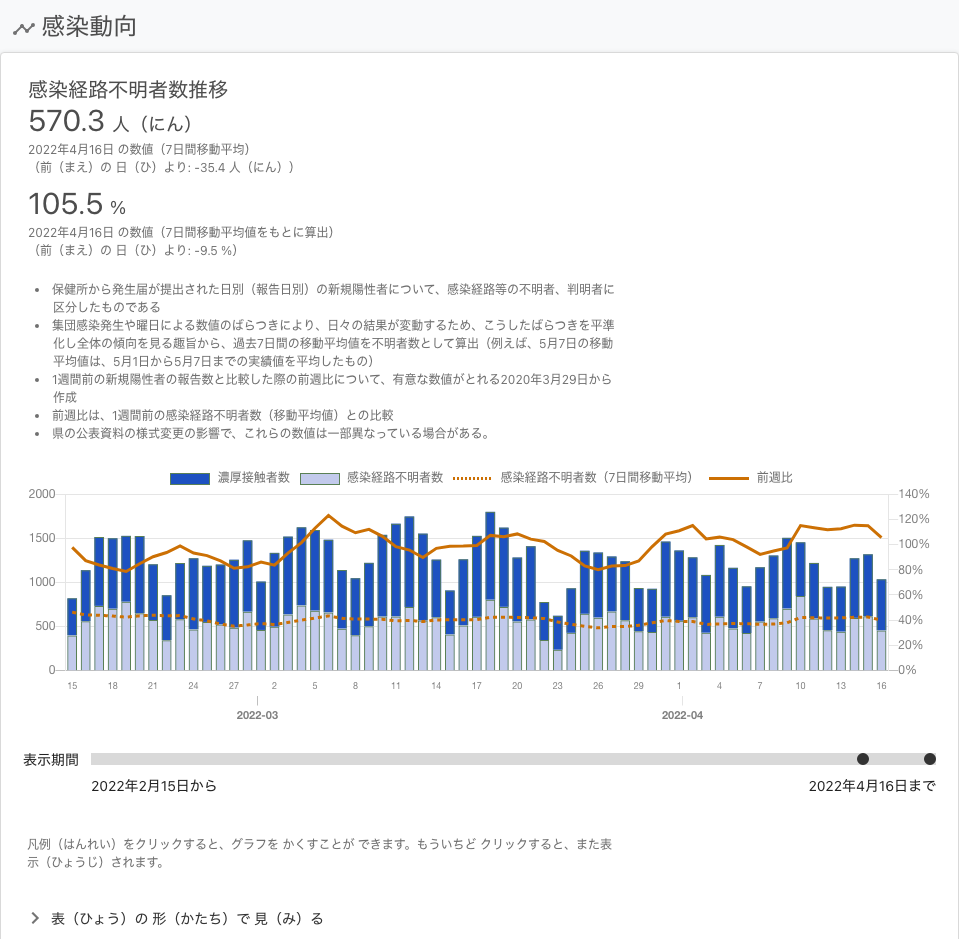 感染動向
感染経路不明者数推移
570.3 人（にん）
2022年4月16日 の数値（7日間移動平均）
（前（まえ）の 日（ひ）より: -35.4 人（にん））
105.5 %
2022年4月16日 の数値（7日間移動平均値をもとに算出）
（前（まえ）の 日（ひ）より: -9.5 %）
• 保健所から発生届が提出された日別（報告日別）の新規陽性者について、感染経路等の不明者、判明者に
区分したものである
• 集団感染発生や曜日による数値のばらつきにより、日々の結果が変動するため、こうしたばらつきを平準
化し全体の傾向を見る趣旨から、過去7日間の移動平均値を不明者数として算出（例えば、5月7日の移動
平均値は、5月1日から5月7日までの実績値を平均したもの）
• 1週間前の新規陽性者の報告数と比較した際の前週比について、有意な数値がとれる2020年3月29日から
作成
• 前週比は、1週間前の感染経路不明者数（移動平均値）との比較
• 県の公表資料の様式変更の影響で、これらの数値は一部異なっている場合がある。
濃厚接触者数 感染経路不明者数 感染経路不明者数（7日間移動平均） 前週比
2000 140%
120%
1500
100%
1000 80%
60%
500 40%
20%
0 0%
15 18 21 24 27 2 5 8 11 14 17 20 23 26 29 1 4 7 10 13 16
2022-03 2022-04
表示期間
2022年2月15日から 2022年4月16日まで
凡例（はんれい）をクリックすると、グラフを かくすことが できます。もういちど クリックすると、また表
示（ひょうじ）されます。
表（ひょう）の 形（かたち）で 見（み）る